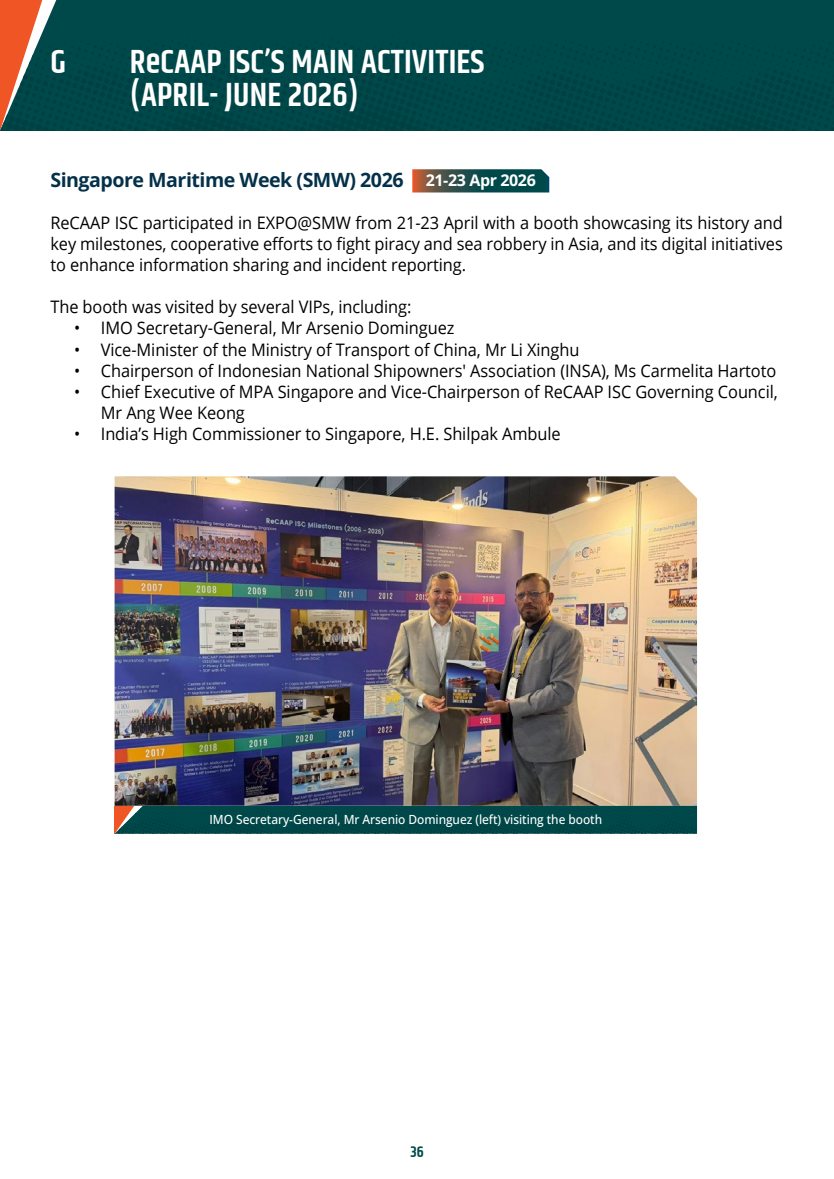 G
ReCAAP ISC’S MAIN ACTIVITIES
(APRIL- JUNE 2026)
Singapore Maritime Week (SMW) 2026
21-23 Apr 2026
ReCAAP ISC participated in EXPO@SMW from 21-23 April with a booth showcasing its history and
key milestones, cooperative efforts to fight piracy and sea robbery in Asia, and its digital initiatives
to enhance information sharing and incident reporting.
The booth was visited by several VIPs, including:
• IMO Secretary-General, Mr Arsenio Dominguez
• Vice-Minister of the Ministry of Transport of China, Mr Li Xinghu
• Chairperson of Indonesian National Shipowners' Association (INSA), Ms Carmelita Hartoto
• Chief Executive of MPA Singapore and Vice-Chairperson of ReCAAP ISC Governing Council,
Mr Ang Wee Keong
• India’s High Commissioner to Singapore, H.E. Shilpak Ambule
ReCAAP ISC Milestones (2006 - 2026)
Capacity Building
2007
2008
2009
2010
2011
2012
2015
2017
2018
2019
2020
2021
2022
2025
IMO Secretary-General, Mr Arsenio Dominguez (left) visiting the booth
36